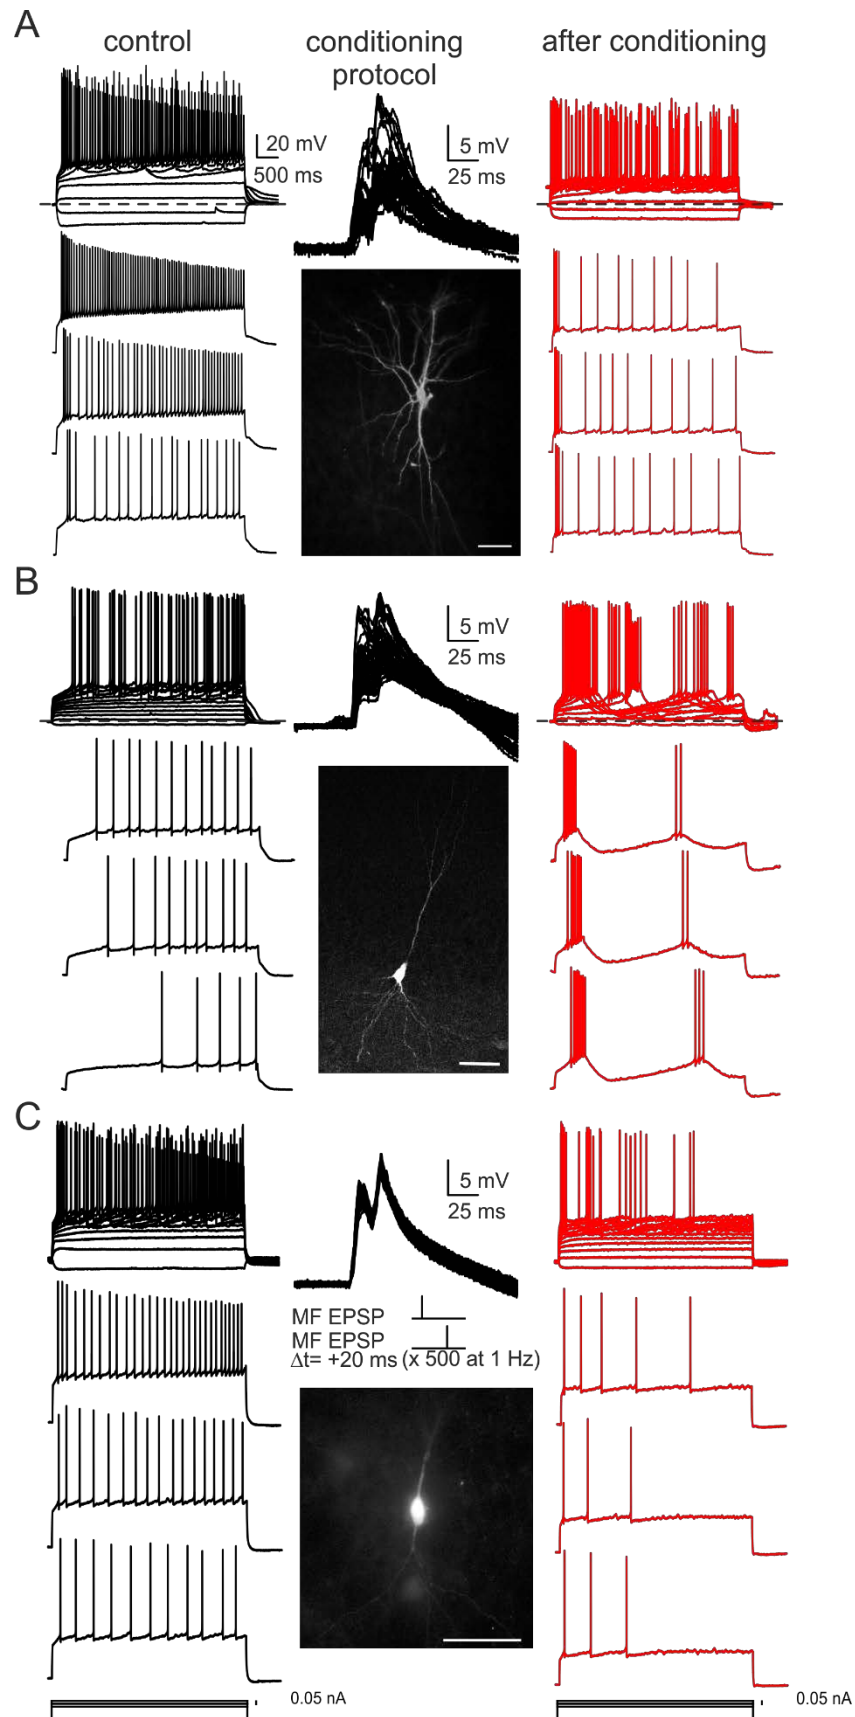 A
control
conditioning
protocol
after conditioning
20 mV
500 ms
5 mV
25 ms
B
5 mV
25 ms
C
5 mV
25 ms
MF EPSP
MF EPSP
Δt= +20 ms (x 500 at 1 Hz)
0.05 nA
0.05 nA